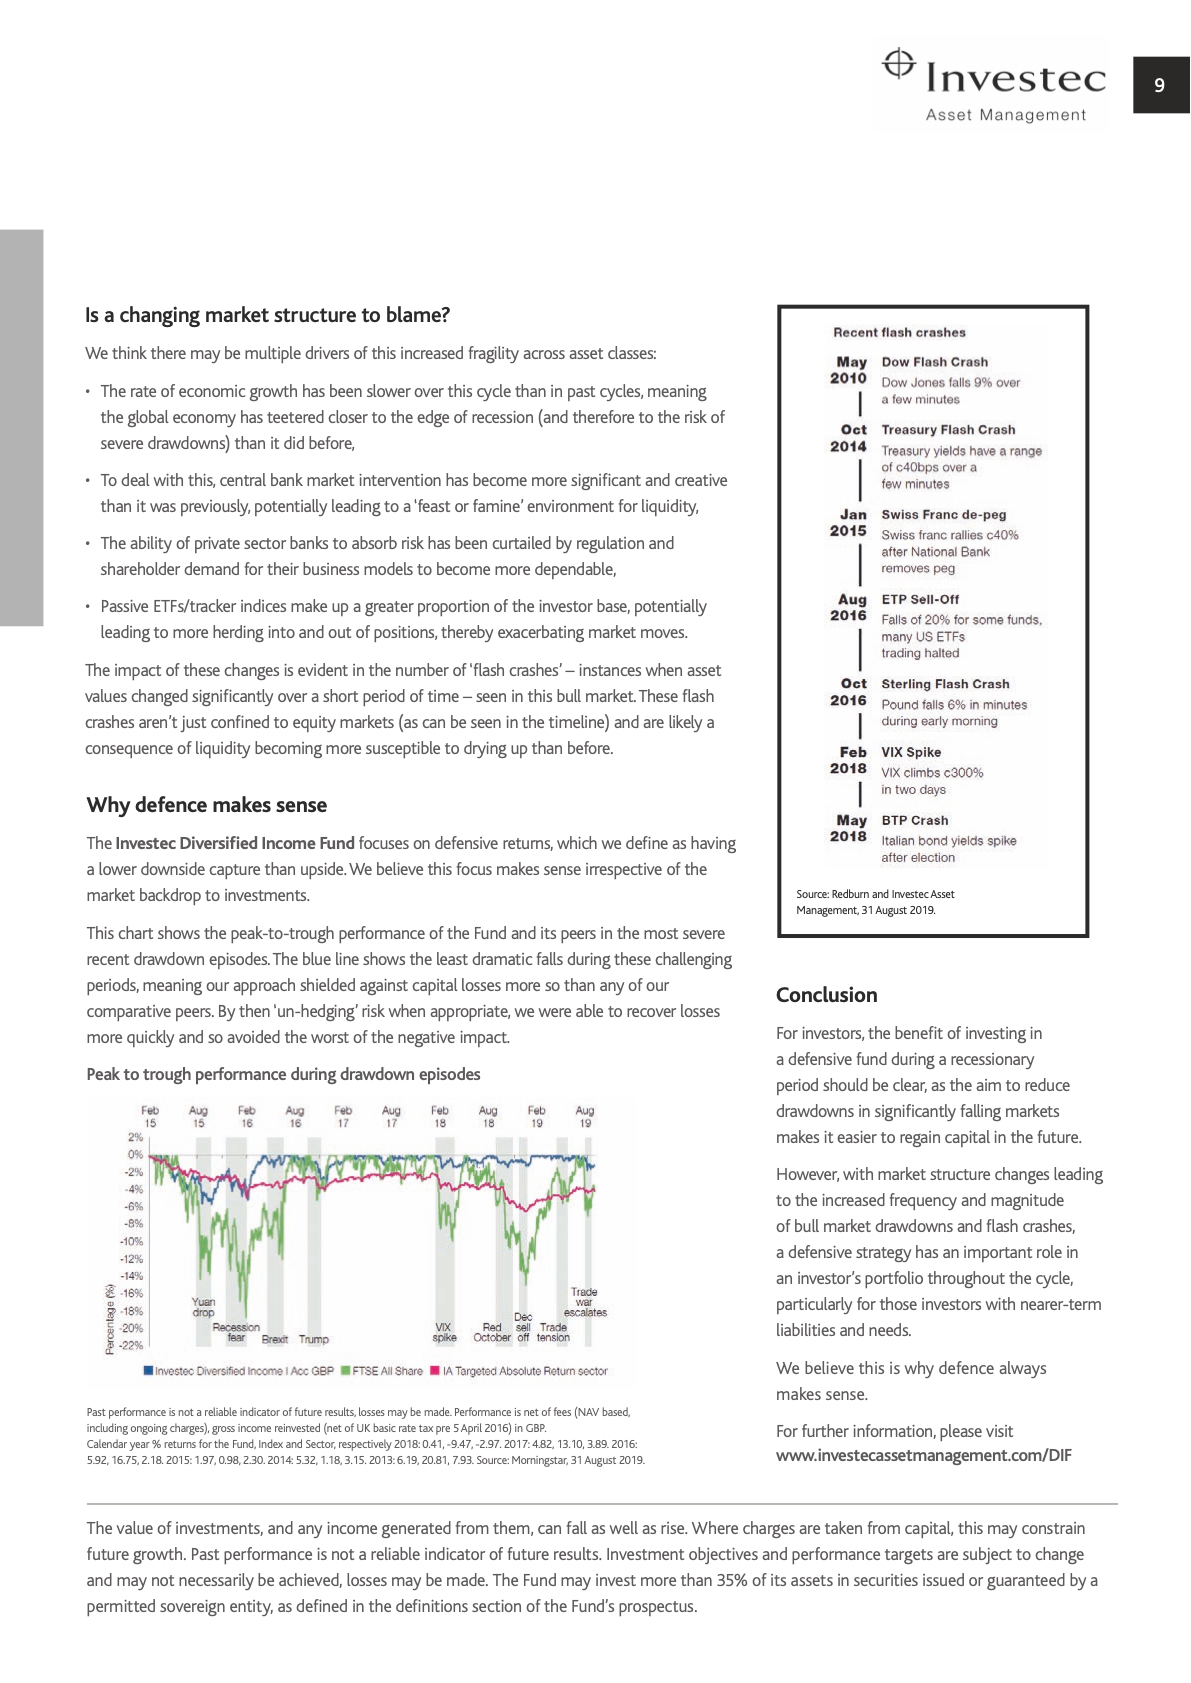 Investec
Asset Management
9
Is a changing market structure to blame?
We think there may be multiple drivers of this increased fragility across asset classes:
• The rate of economic growth has been slower over this cycle than in past cycles, meaning
the global economy has teetered closer to the edge of recession (and therefore to the risk of
severe drawdowns) than it did before,
• To deal with this, central bank market intervention has become more significant and creative
than it was previously, potentially leading to a ‘feast or famine’ environment for liquidity,
• The ability of private sector banks to absorb risk has been curtailed by regulation and
shareholder demand for their business models to become more dependable,
• Passive ETFs/tracker indices make up a greater proportion of the investor base, potentially
leading to more herding into and out of positions, thereby exacerbating market moves.
The impact of these changes is evident in the number of ‘flash crashes’ – instances when asset
values changed significantly over a short period of time – seen in this bull market. These flash
crashes aren’t just confined to equity markets (as can be seen in the timeline) and are likely a
consequence of liquidity becoming more susceptible to drying up than before.
Why defence makes sense
The Investec Diversified Income Fund focuses on defensive returns, which we define as having
a lower downside capture than upside. We believe this focus makes sense irrespective of the
market backdrop to investments.
This chart shows the peak-to-trough performance of the Fund and its peers in the most severe
recent drawdown episodes. The blue line shows the least dramatic falls during these challenging
periods, meaning our approach shielded against capital losses more so than any of our
comparative peers. By then ‘un-hedging’ risk when appropriate, we were able to recover losses
more quickly and so avoided the worst of the negative impact.
Peak to trough performance during drawdown episodes
Feb Aug Feb Aug Feb Aug Feb Aug Feb Aug
15 15 16 16 17 17 18 18 19 19
2%
0%
-2%
-4%
-6%
-8%
-10%
-12%
-14%
-16%
-18%
-20%
-22%
Percentage (%)
Yuan
drop
Recession
fear
Brexit
Trump
VIX
spike
Red
October
Dec
sell
off
Trade
tension
Trade
war
escalates
Investec Diversified Income I Acc GBP FTSE All Share IA Targeted Absolute Return sector
Past performance is not a reliable indicator of future results, losses may be made. Performance is net of fees (NAV based,
including ongoing charges), gross income reinvested (net of UK basic rate tax pre 5 April 2016) in GBP.
Calendar year % returns for the Fund, Index and Sector, respectively 2018: 0.41, -9.47, -2.97. 2017: 4.82, 13.10, 3.89. 2016:
5.92, 16.75, 2.18. 2015: 1.97, 0.98, 2.30. 2014: 5.32, 1.18, 3.15. 2013: 6.19, 20.81, 7.93. Source: Morningstar, 31 August 2019.
Recent flash crashes
May 2010
Dow Flash Crash
Dow Jones falls 9% over
a few minutes
Oct 2014
Treasury Flash Crash
Treasury yields have a range
of c40bps over a
few minutes
Jan 2015
Swiss Franc de-peg
Swiss franc rallies c40%
after National Bank
removes peg
Aug 2016
ETP Sell-Off
Falls of 20% for some funds,
many US ETFs
trading halted
Oct 2016
Sterling Flash Crash
Pound falls 6% in minutes
during early morning
Feb 2018
VIX Spike
VIX climbs c300%
in two days
May 2018
BTP Crash
Italian bond yields spike
after election
Source: Redburn and Investec Asset
Management, 31 August 2019.
Conclusion
For investors, the benefit of investing in
a defensive fund during a recessionary
period should be clear, as the aim to reduce
drawdowns in significantly falling markets
makes it easier to regain capital in the future.
However, with market structure changes leading
to the increased frequency and magnitude
of bull market drawdowns and flash crashes,
a defensive strategy has an important role in
an investor’s portfolio throughout the cycle,
particularly for those investors with nearer-term
liabilities and needs.
We believe this is why defence always
makes sense.
For further information, please visit
www.investecassetmanagement.com/DIF
The value of investments, and any income generated from them, can fall as well as rise. Where charges are taken from capital, this may constrain
future growth. Past performance is not a reliable indicator of future results. Investment objectives and performance targets are subject to change
and may not necessarily be achieved, losses may be made. The Fund may invest more than 35% of its assets in securities issued or guaranteed by a
permitted sovereign entity, as defined in the definitions section of the Fund’s prospectus.